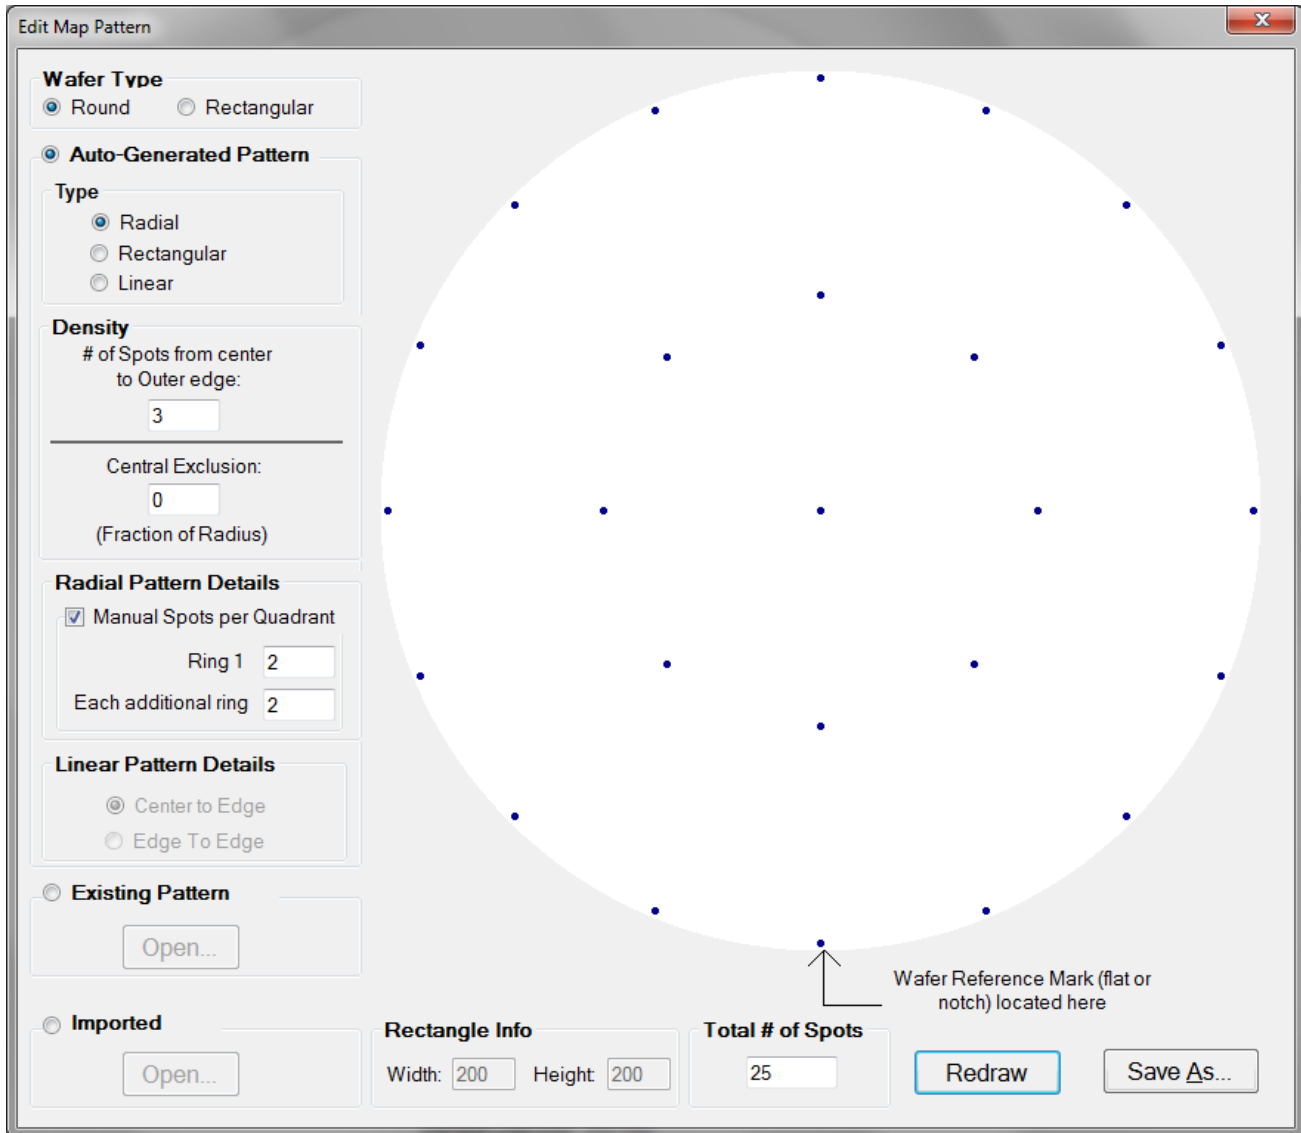 Edit Map Pattern
x
Wafer Type
Round Rectangular
Auto-Generated Pattern
Type
Radial
Rectangular
Linear
Density
# of Spots from center
to Outer edge:
3
Central Exclusion:
0
(Fraction of Radius)
Radial Pattern Details
Manual Spots per Quadrant
Ring 1 2
Each additional ring 2
Linear Pattern Details
Center to Edge
Edge To Edge
Existing Pattern
Open...
Imported
Open...
Wafer Reference Mark (flat or
notch) located here
Rectangle Info
Width: 200 Height: 200
Total # of Spots
25
Redraw
Save As...